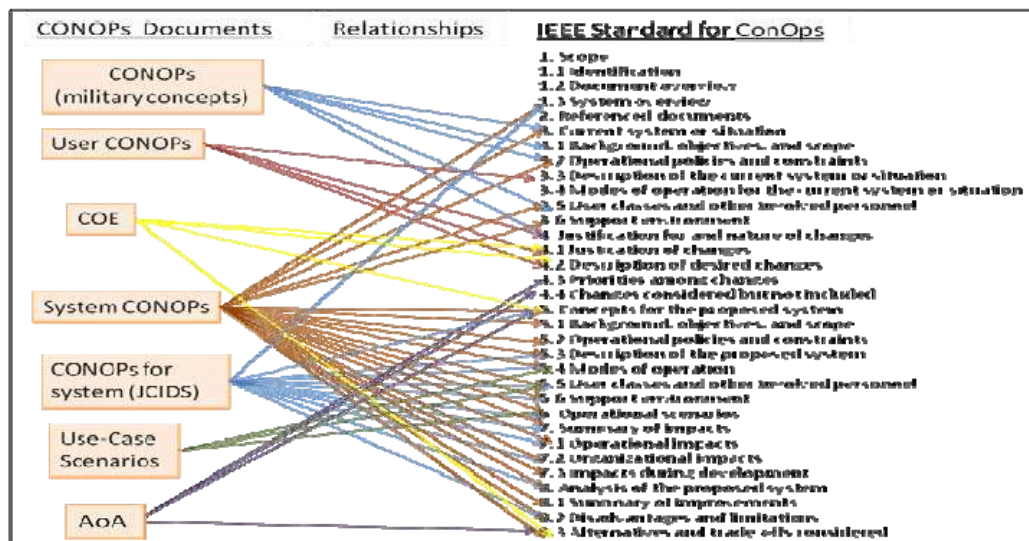 CONOPs Documents
Relationships
IEEE Standard for ConOps
CONOPs
(military concepts)
User CONOPs
COE
System CONOPs
CONOPs for
system (JCIDS)
Use-Case
Scenarios
AoA
1. Scope
1.1 Identification
1.2 Document overview
1.3 System overview
2. Referenced documents
3. Current system or situation
3.1 Background, objectives, and scope
3.2 Operational policies and constraints
3.3 Description of the current system or situation
3.4 Modes of operation for the current system or situation
3.5 User classes and other involved personnel
3.6 Support environment
4. Justification for and nature of changes
4.1 of changes
4.2 Description of desired changes
4.3 Priorities among changes
4.4 Changes considered but not included
5. Concepts for the proposed system
5.1 Background, objectives, and scope
5.2 Operational policies and constraints
5.3 Description of the proposed system
5.4 Modes of operation
5.5 User classes and other involved personnel
5.6 Support environment
6. Operational scenarios
7. Summary of impacts
7.1 Operational impacts
7.2 Organizational impacts
7.3 Impacts during development
8. Analysis of the proposed system
8.1 Summary of improvements
8.2 Disadvantages and limitations
8.3 Alternatives and trade-offs considered